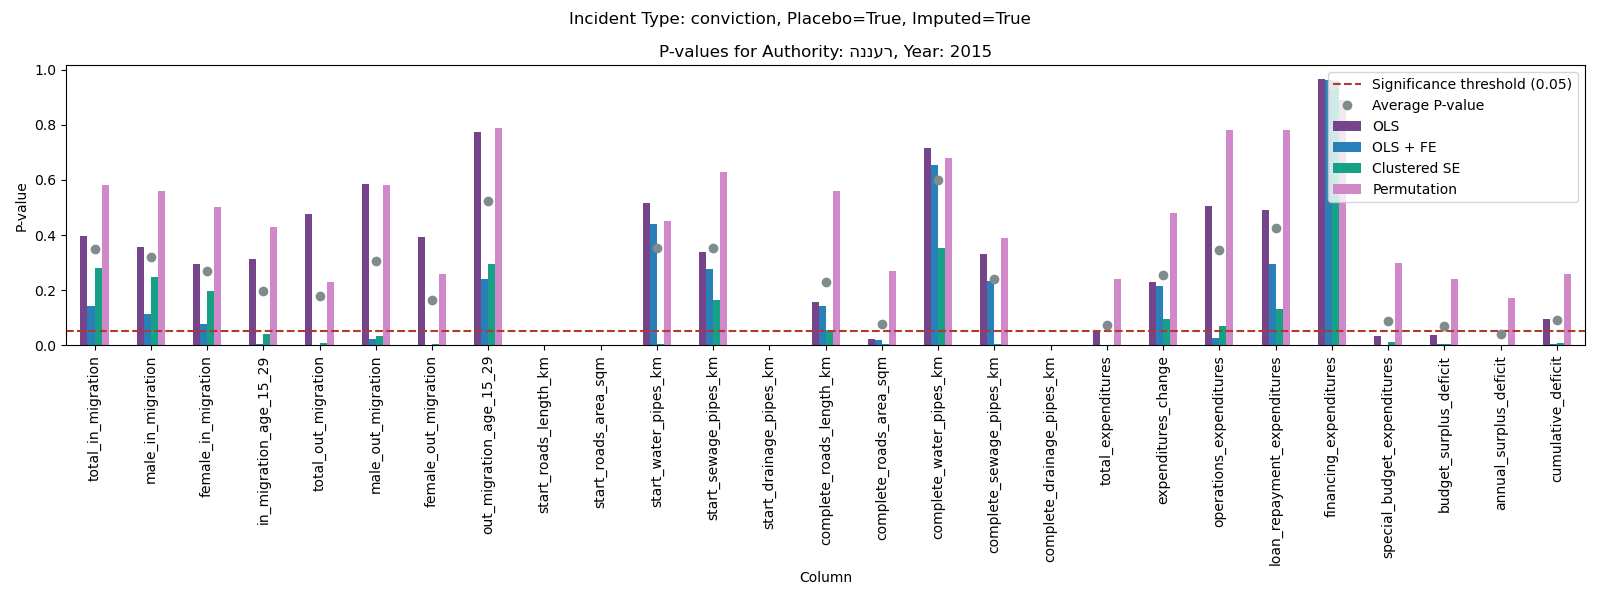 Incident Type: conviction, Placebo=True, Imputed=True
P-values for Authority: רעננה, Year: 2015
P-value
1.0
0.8
0.6
0.4
0.2
0.0
Significance threshold (0.05)
Average P-value
OLS
OLS + FE
Clustered SE
Permutation
total_in_migration
male_in_migration
female_in_migration
in_migration_age_15_29
total_out_migration
male_out_migration
female_out_migration
out_migration_age_15_29
start_roads_length_km
start_roads_area_sqm
start_water_pipes_km
start_sewage_pipes_km
start_drainage_pipes_km
complete_roads_length_km
complete_roads_area_sqm
complete_water_pipes_km
complete_sewage_pipes_km
complete_drainage_pipes_km
total_expenditures
expenditures_change
operations_expenditures
loan_repayment_expenditures
financing_expenditures
special_budget_expenditures
budget_surplus_deficit
annual_surplus_deficit
cumulative_deficit
Column